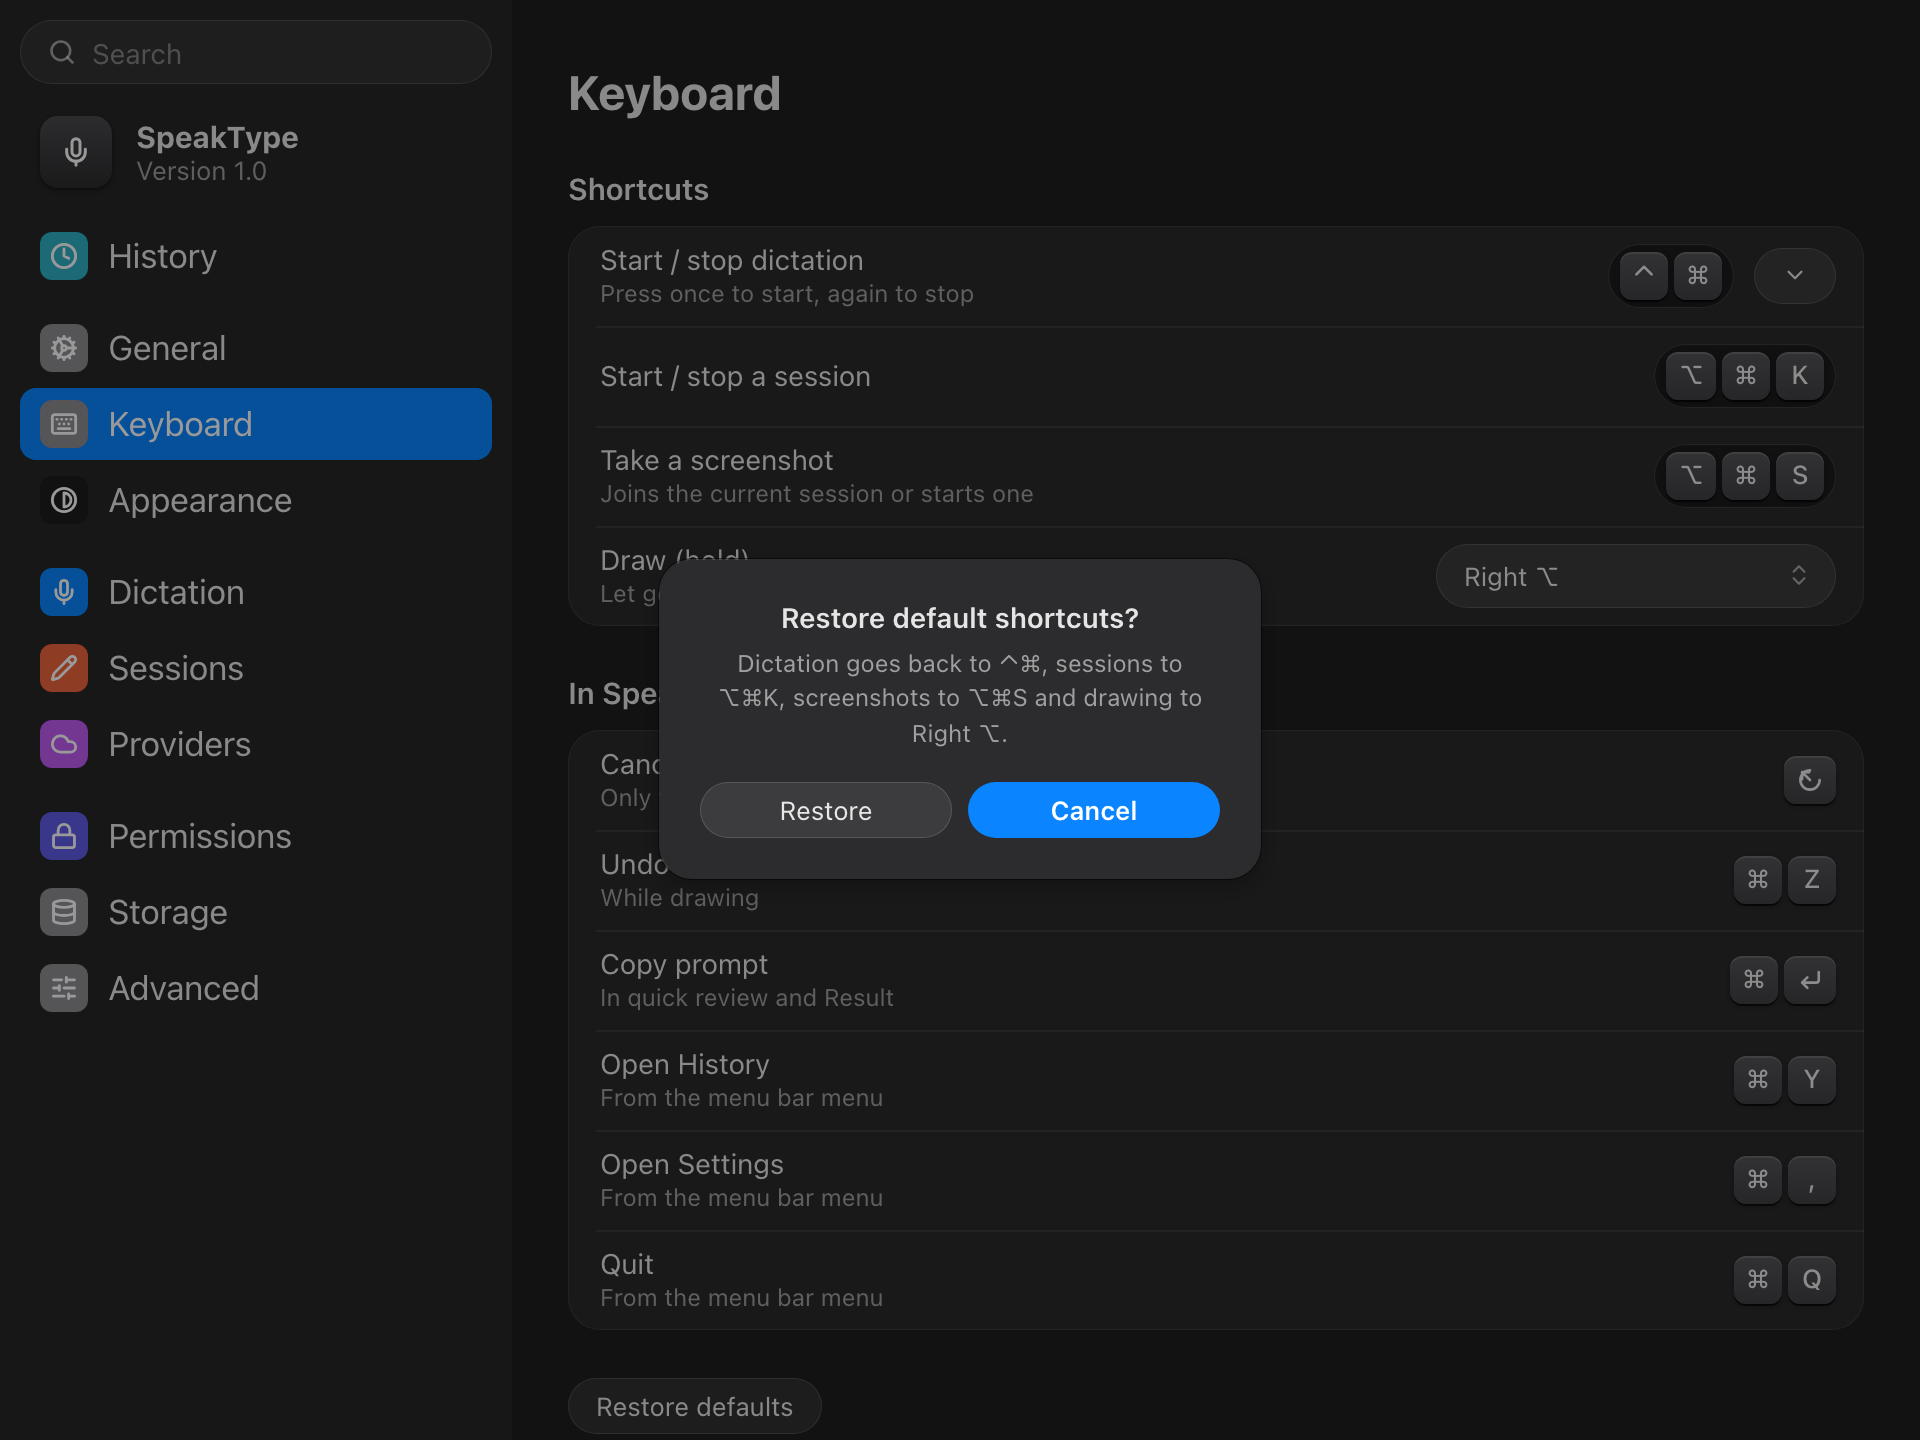 Search
SpeakType
Version 1.0
History
General
Keyboard
Appearance
Dictation
Sessions
Providers
Permissions
Storage
Advanced
Keyboard
Shortcuts
Start / stop dictation
Press once to start, again to stop
⌃ ⌘
Start / stop a session
⌥ ⌘ K
Take a screenshot
Joins the current session or starts one
⌥ ⌘ S
Draw (hold)
Let
Right ⌥
Restore default shortcuts?
Dictation goes back to ⌃⌘, sessions to
⌥⌘K, screenshots to ⌥⌘S and drawing to
Right ⌥.
Restore
Cancel
In
Only
Undo
While drawing
⌘ Z
Copy prompt
In quick review and Result
⌘ ↵
Open History
From the menu bar menu
⌘ Y
Open Settings
From the menu bar menu
⌘ ,
Quit
From the menu bar menu
⌘ Q
Restore defaults